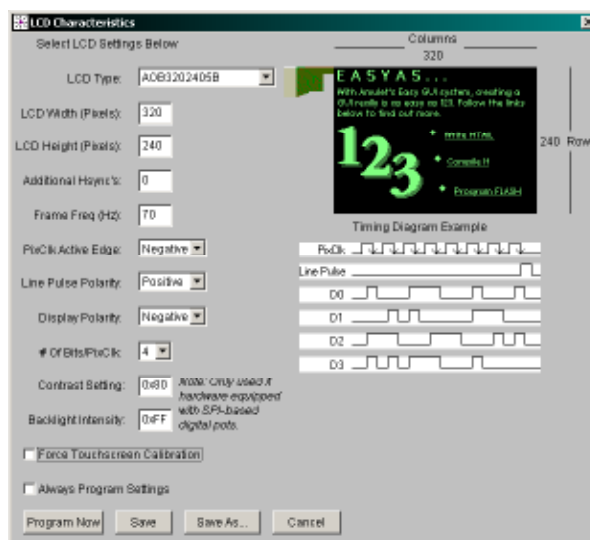 LCD Characteristics
Select LCD Settings Below
LCD Type: AOB3202405B
LCD Width (Pixels): 320
LCD Height (Pixels): 240
Additional Hsync's: 0
Frame Freq (Hz): 70
PixClk Active Edge: Negative
Line Pulse Polarity: Positive
Display Polarity: Negative
# Of Bits/PixClk: 4
Contrast Setting: 0x80
Backlight Intensity: 0xFF
Note: Only used if
hardware equipped
with SPI-based
digital pots.
Force Touchscreen Calibration
Always Program Settings
Program Now Save Save As... Cancel
Columns
320
EASYAS...
With Amulet's Easy GUI system, creating a
GUI really is as easy as 123. Follow the links
below to find out more.
123
Write HTML
Compile It
Program FLASH
240 Row
Timing Diagram Example
PixClk
Line Pulse
D0
D1
D2
D3